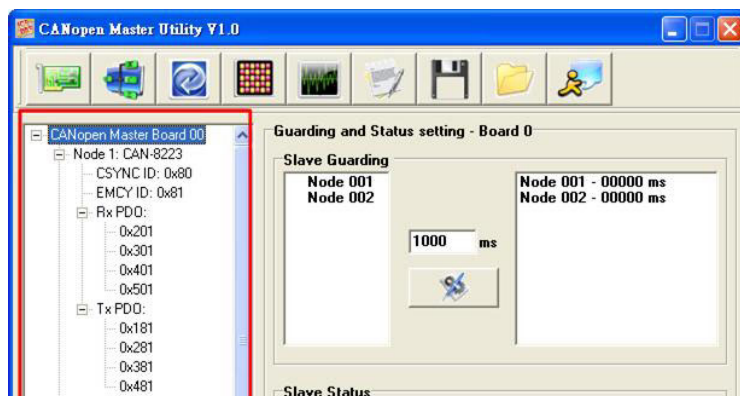 CANopen Master Utility V1.0
CANopen Master Board 00
Node 1: CAN-8223
CSYNC ID: 0x80
EMCY ID: 0x81
Rx PDO:
0x201
0x301
0x401
0x501
Tx PDO:
0x181
0x281
0x381
0x481
Guarding and Status setting - Board 0
Slave Guarding
Node 001
Node 002
1000 ms
Node 001 - 00000 ms
Node 002 - 00000 ms
Slave Status